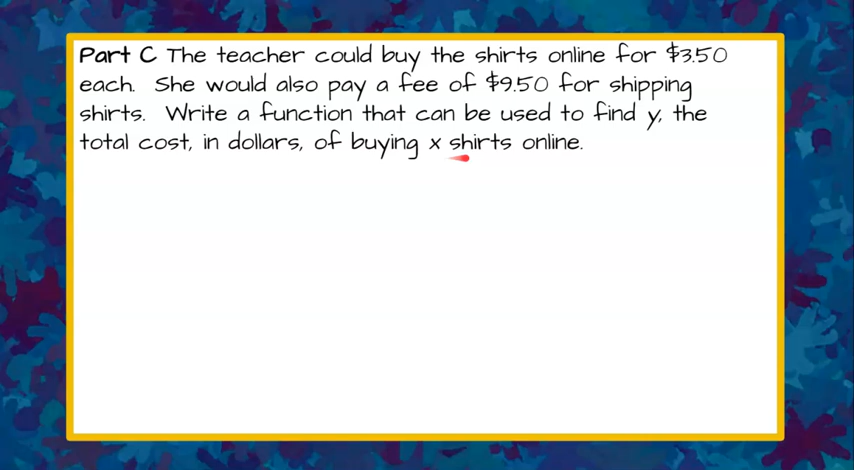 Part C The teacher could buy the shirts online for $3.50
each. She would also pay a fee of $9.50 for shipping
shirts. Write a function that can be used to find y, the
total cost, in dollars, of buying x shirts online.